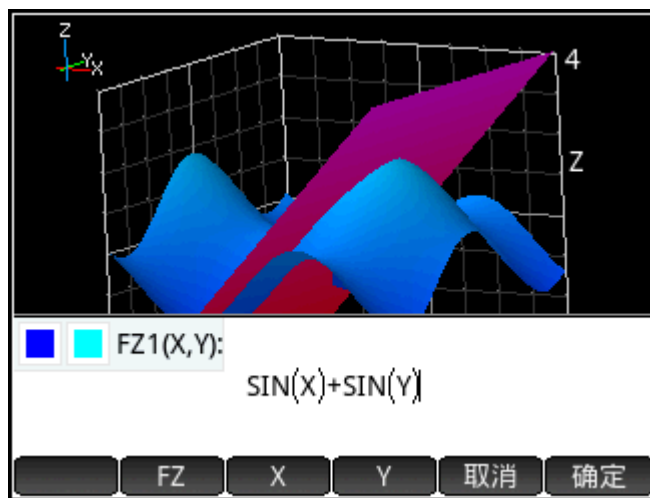 Z
Y
X
4
Z
FZ1(X,Y):
SIN(X)+SIN(Y)
FZ X Y 取消 确定